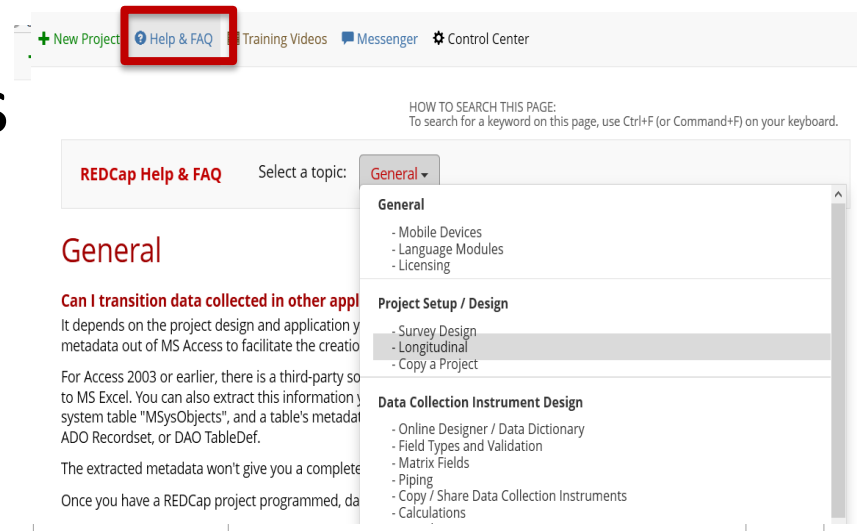 New Project Help & FAQ Training Videos Messenger Control Center
s
HOW TO SEARCH THIS PAGE:
To search for a keyword on this page, use Ctrl+F (or Command+F) on your keyboard.
REDCap Help & FAQ Select a topic: General
General
- Mobile Devices
- Language Modules
- Licensing
Project Setup / Design
- Survey Design
- Longitudinal
- Copy a Project
Data Collection Instrument Design
- Online Designer / Data Dictionary
- Field Types and Validation
- Matrix Fields
- Piping
- Copy / Share Data Collection Instruments
- Calculations
General
Can I transition data collected in other appl
It depends on the project design and application y
metadata out of MS Access to facilitate the creatio
For Access 2003 or earlier, there is a third-party so
to MS Excel. You can also extract this information y
system table "MSysObjects", and a table's metadat
ADO Recordset, or DAO TableDef.
The extracted metadata won't give you a complete
Once you have a REDCap project programmed, da